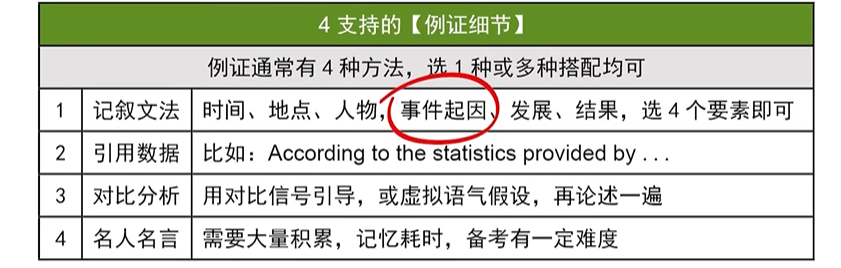 4 支持的【例证细节】
例证通常有 4 种方法，选 1 种或多种搭配均可
1 记叙文法 时间、地点、人物，事件起因、发展、结果，选 4 个要素即可
2 引用数据 比如：According to the statistics provided by . . .
3 对比分析 用对比信号引导，或虚拟语气假设，再论述一遍
4 名人名言 需要大量积累，记忆耗时，备考有一定难度